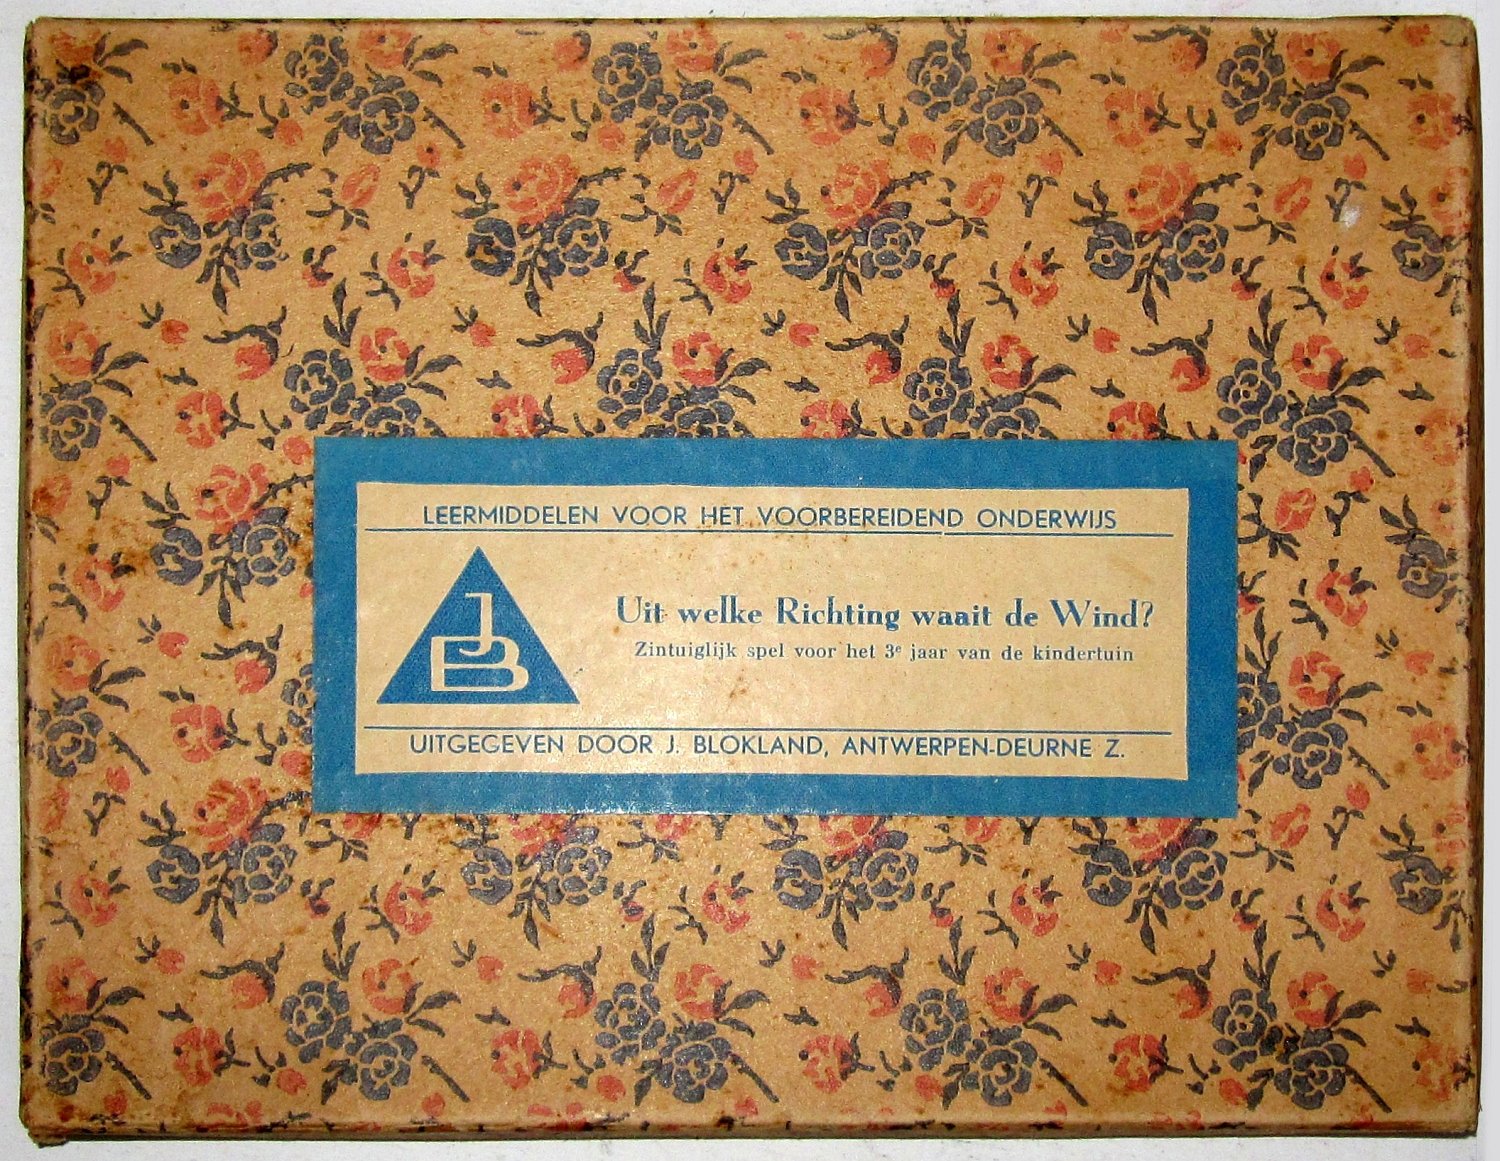 LEERMIDDELEN VOOR HET VOORBEREIDEND ONDERWIJS
JB
Uit welke Richting waait de Wind?
Zintuiglijk spel voor het 3e jaar van de kindertuin
UITGEGEVEN DOOR J. BLOKLAND, ANTWERPEN-DEURNE Z.